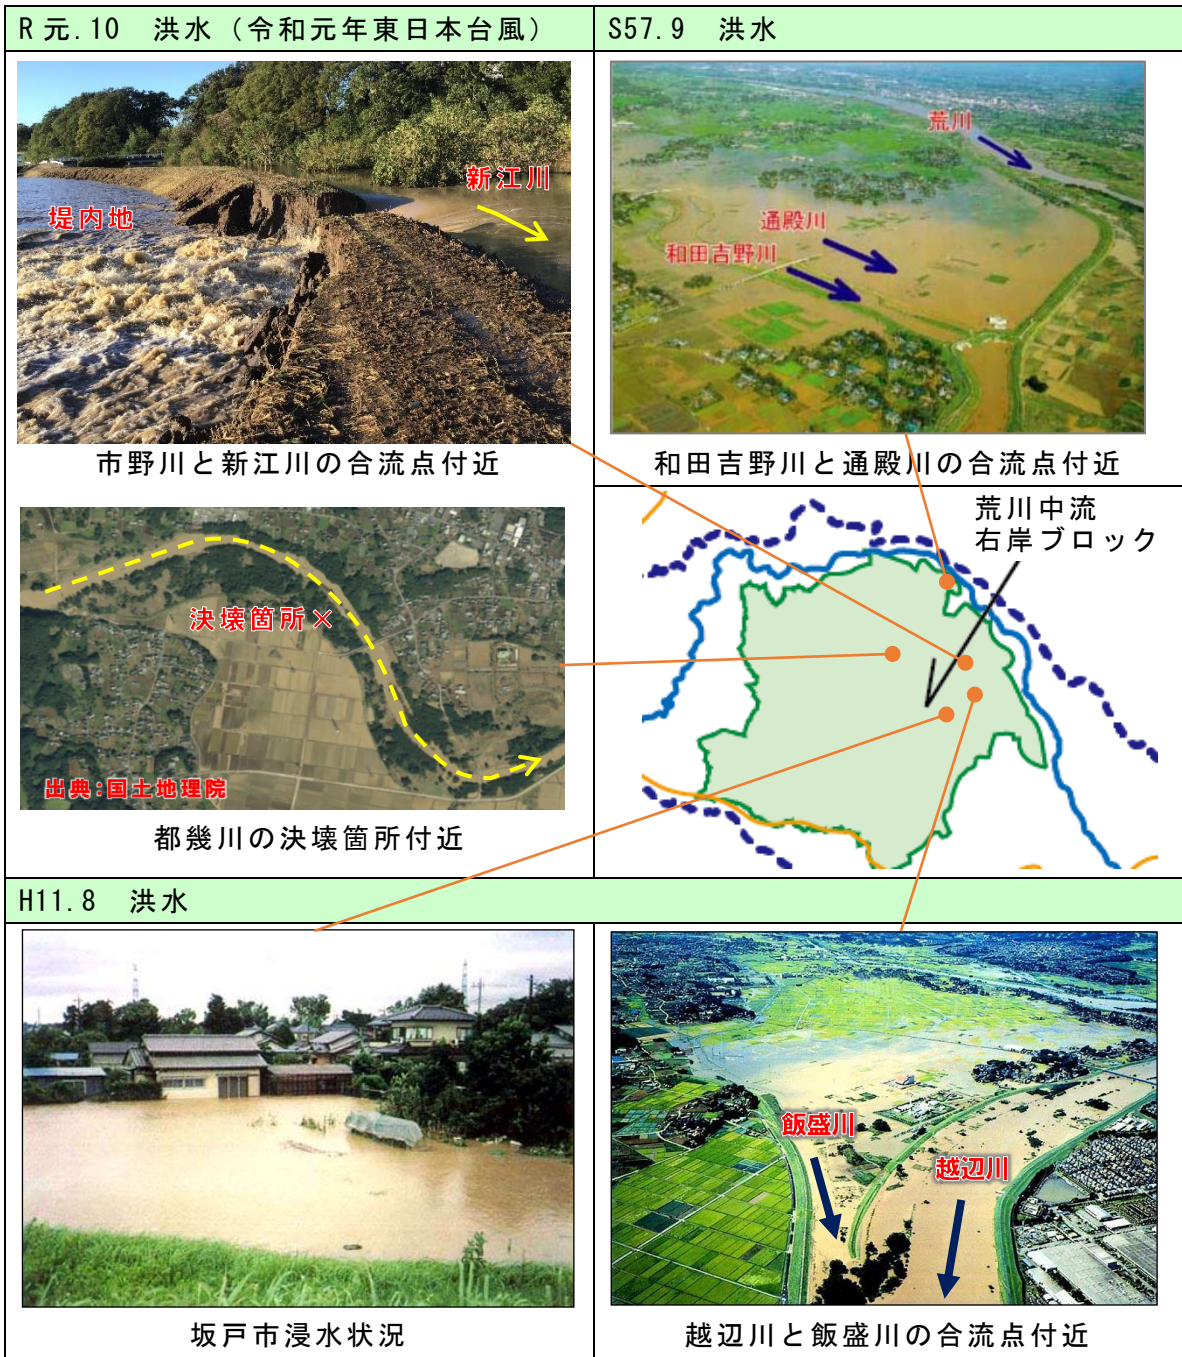 R元.10 洪水（令和元年東日本台風）
堤内地
新江川
市野川と新江川の合流点付近
決壊箇所×
出典:国土地理院
都幾川の決壊箇所付近
S57.9 洪水
荒川
通殿川
和田吉野川
和田吉野川と通殿川の合流点付近
荒川中流
右岸ブロック
H11.8 洪水
坂戸市浸水状況
飯盛川
越辺川
越辺川と飯盛川の合流点付近